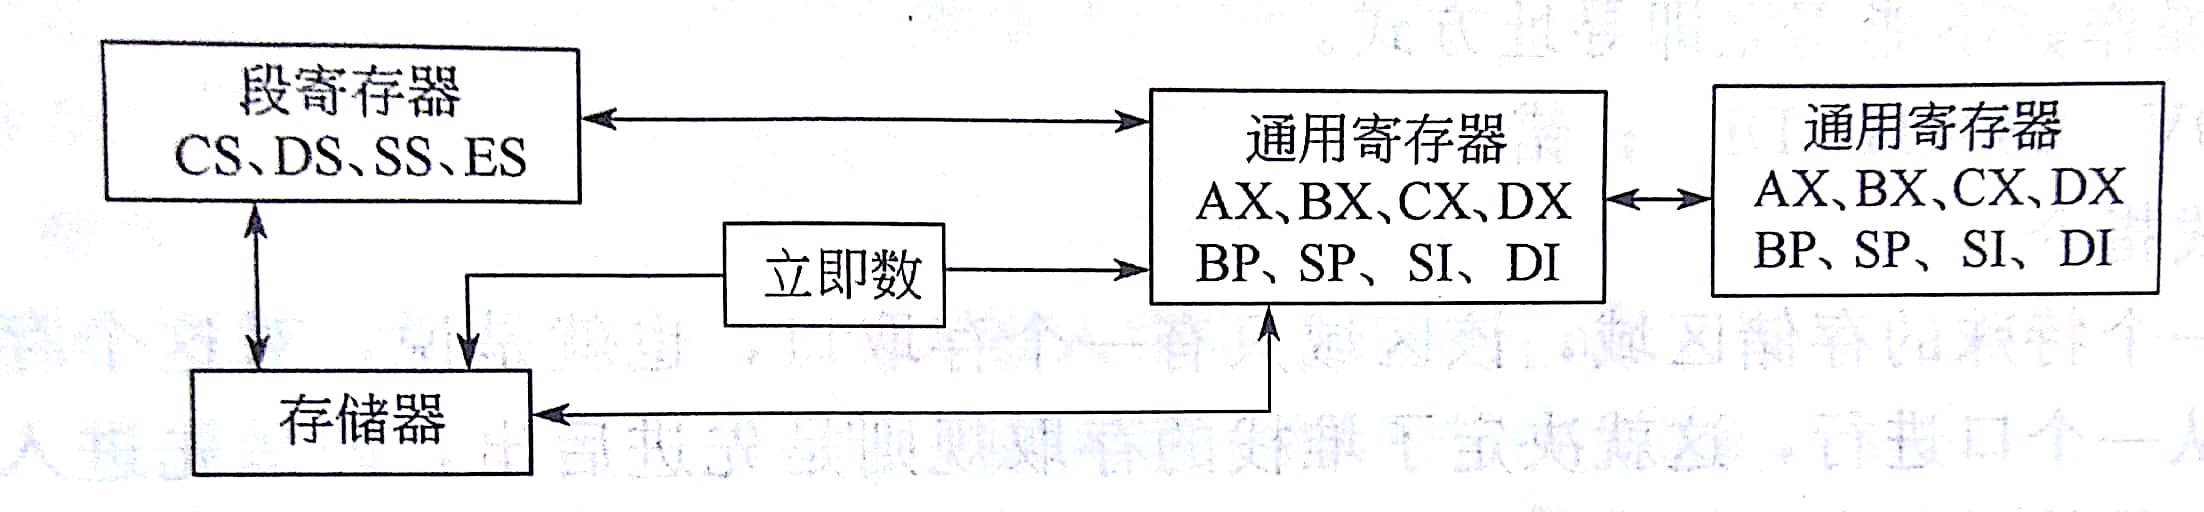 段寄存器
CS、DS、SS、ES
通用寄存器
AX、BX、CX、DX
BP、SP、SI、DI
通用寄存器
AX、BX、CX、DX
BP、SP、SI、DI
立即数
存储器